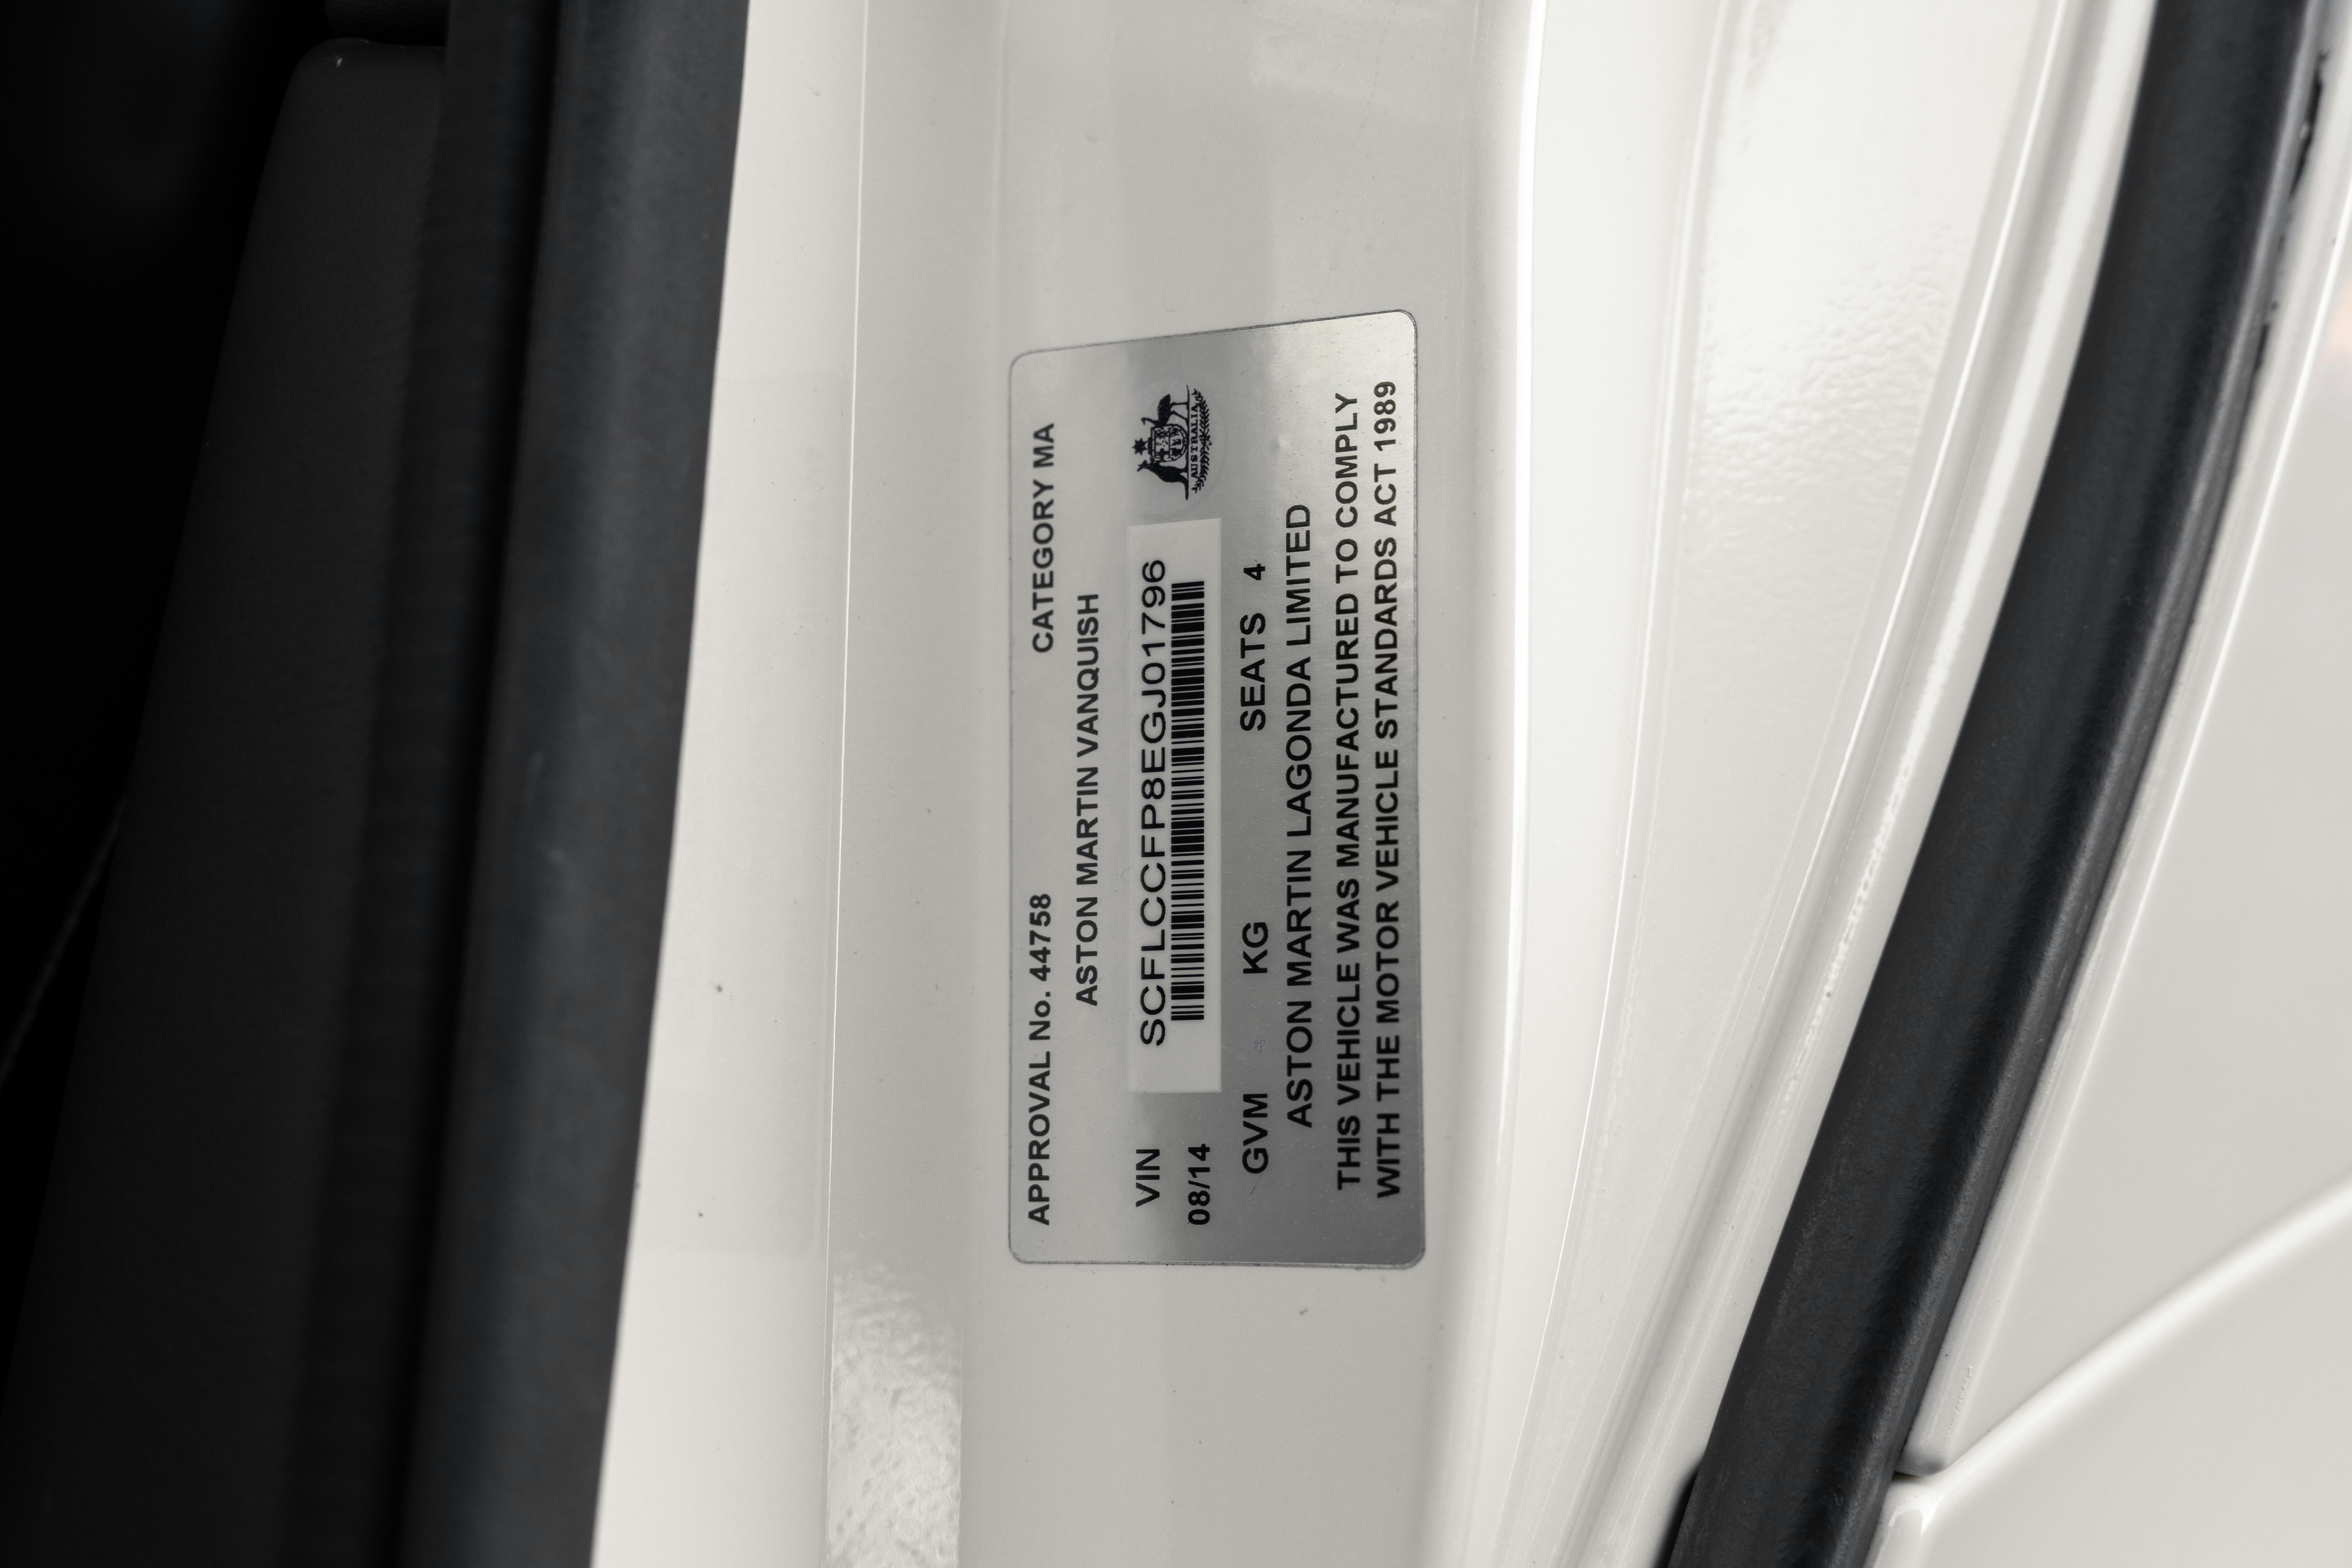 APPROVAL No. 44758 CATEGORY MA
ASTON MARTIN VANQUISH
VIN SCFLCCFP8EGJ01796
08/14
AUSTRALIA
GVM KG SEATS 4
ASTON MARTIN LAGONDA LIMITED
THIS VEHICLE WAS MANUFACTURED TO COMPLY
WITH THE MOTOR VEHICLE STANDARDS ACT 1989